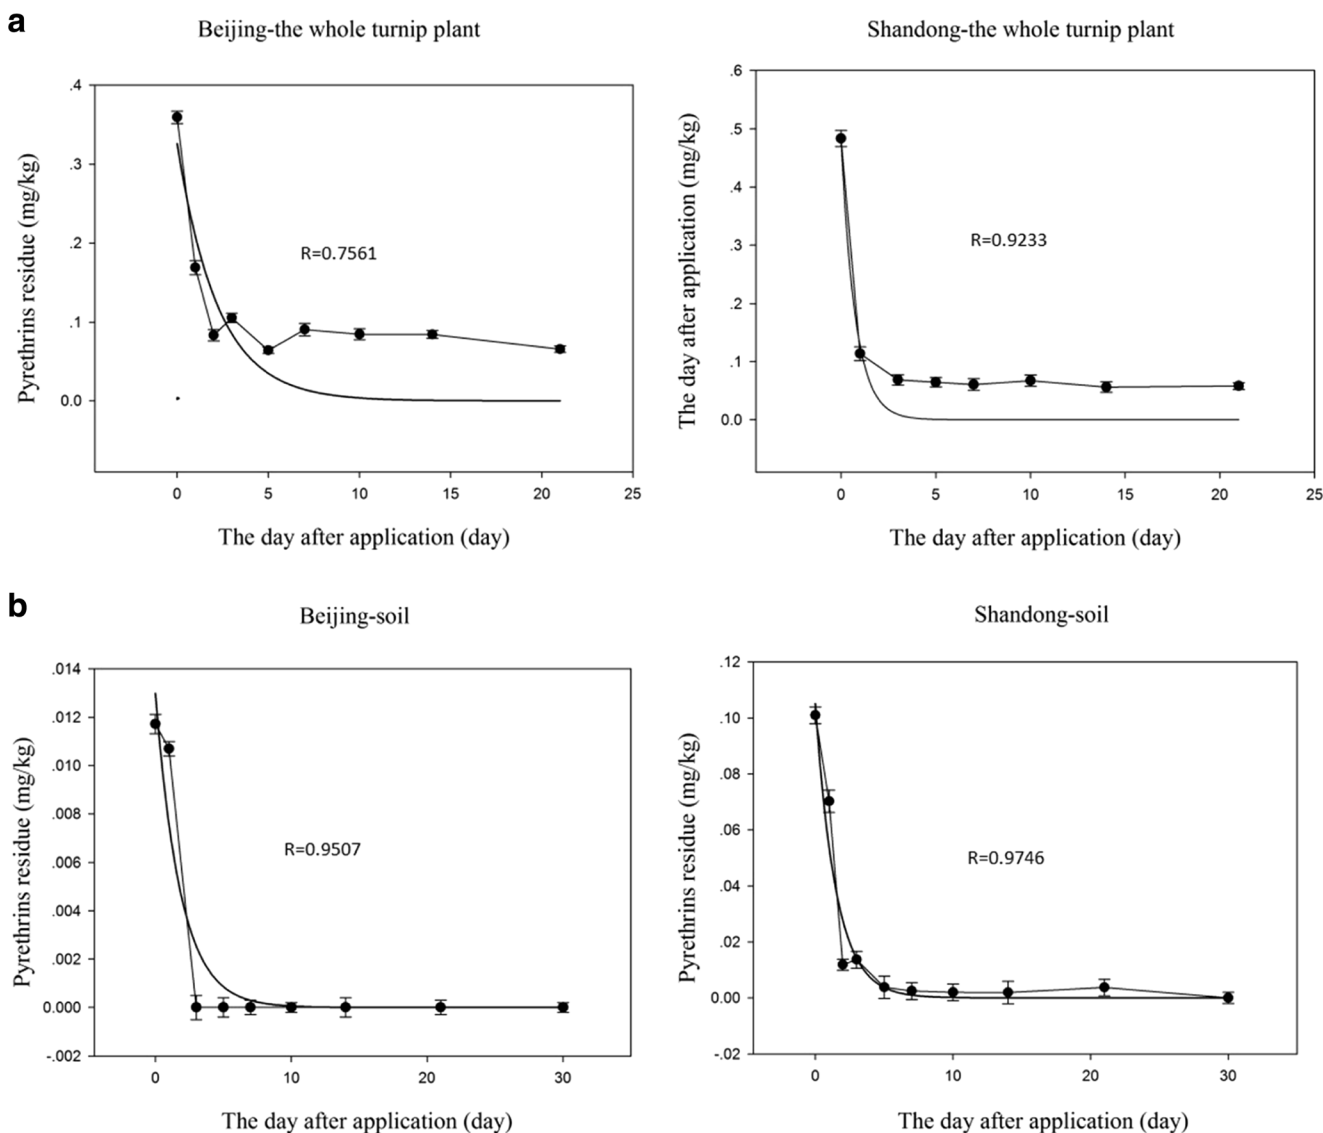 a
Beijing-the whole turnip plant
.4
.3
.2
.1
0.0
Pyrethrins residue (mg/kg)
R=0.7561
0 5 10 15 20 25
The day after application (day)
Shandong-the whole turnip plant
.6
.5
.4
.3
.2
.1
0.0
The day after application (mg/kg)
R=0.9233
0 5 10 15 20 25
The day after application (day)
b
Beijing-soil
.014
.012
.010
.008
.006
.004
.002
0.000
-.002
Pyrethrins residue (mg/kg)
R=0.9507
0 10 20 30
The day after application (day)
Shandong-soil
.12
.10
.08
.06
.04
.02
0.00
-.02
Pyrethrins residue (mg/kg)
R=0.9746
0 10 20 30
The day after application (day)